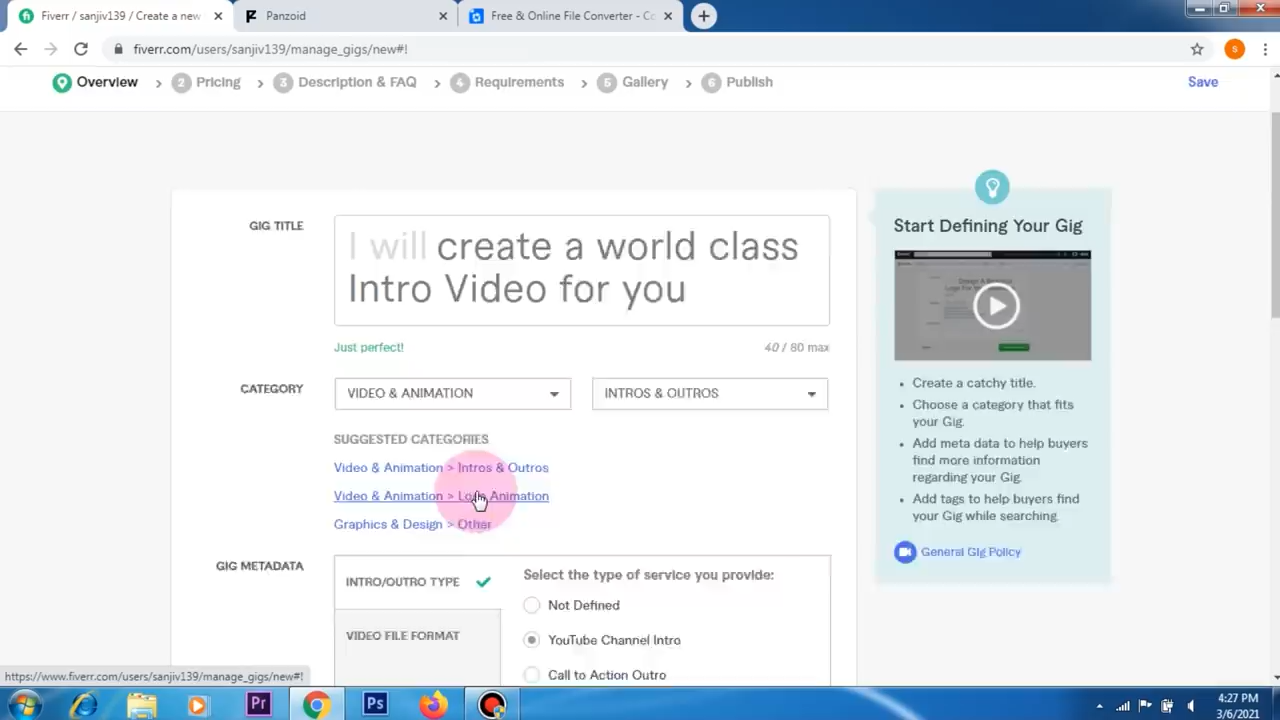 Fiverr / sanjiv139 / Create a new
Panzoid
Free & Online File Converter - Co
fiverr.com/users/sanjiv139/manage_gigs/new#!
s
Overview
2 Pricing
3 Description & FAQ
4 Requirements
5 Gallery
6 Publish
Save
GIG TITLE
I will create a world class
Intro Video for you
Just perfect!
40 / 80 max
CATEGORY
VIDEO & ANIMATION
INTROS & OUTROS
SUGGESTED CATEGORIES
Video & Animation > Intros & Outros
Video & Animation > Logo Animation
Graphics & Design > Other
GIG METADATA
INTRO/OUTRO TYPE
VIDEO FILE FORMAT
Select the type of service you provide:
Not Defined
YouTube Channel Intro
Call to Action Outro
Start Defining Your Gig
Create a catchy title.
Choose a category that fits
your Gig.
Add meta data to help buyers
find more information
regarding your Gig.
Add tags to help buyers find
your Gig while searching.
General Gig Policy
https://www.fiverr.com/users/sanjiv139/manage_gigs/new#!
Pr
Ps
4:27 PM
3/6/2021